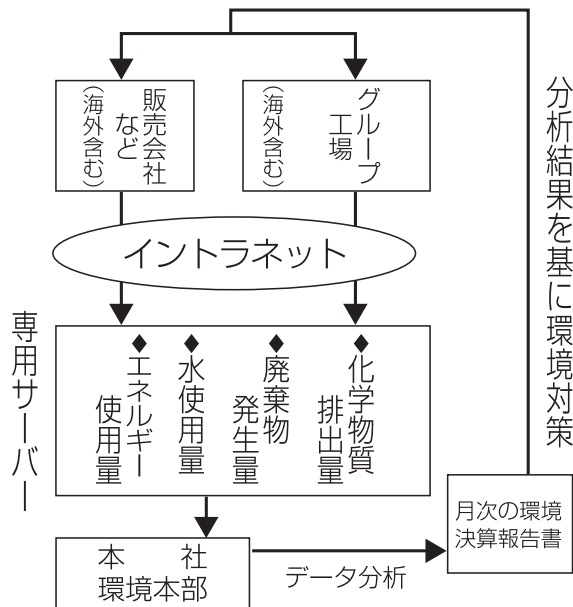 販売会社
など
(海外含む)
グループ
工場
(海外含む)
分析結果を基に環境対策
イントラネット
専用サーバー
◆化学物質
排出量
◆廃棄物
発生量
◆水使用量
◆エネルギー
使用量
月次の環境
決算報告書
本　社
環境本部
データ分析